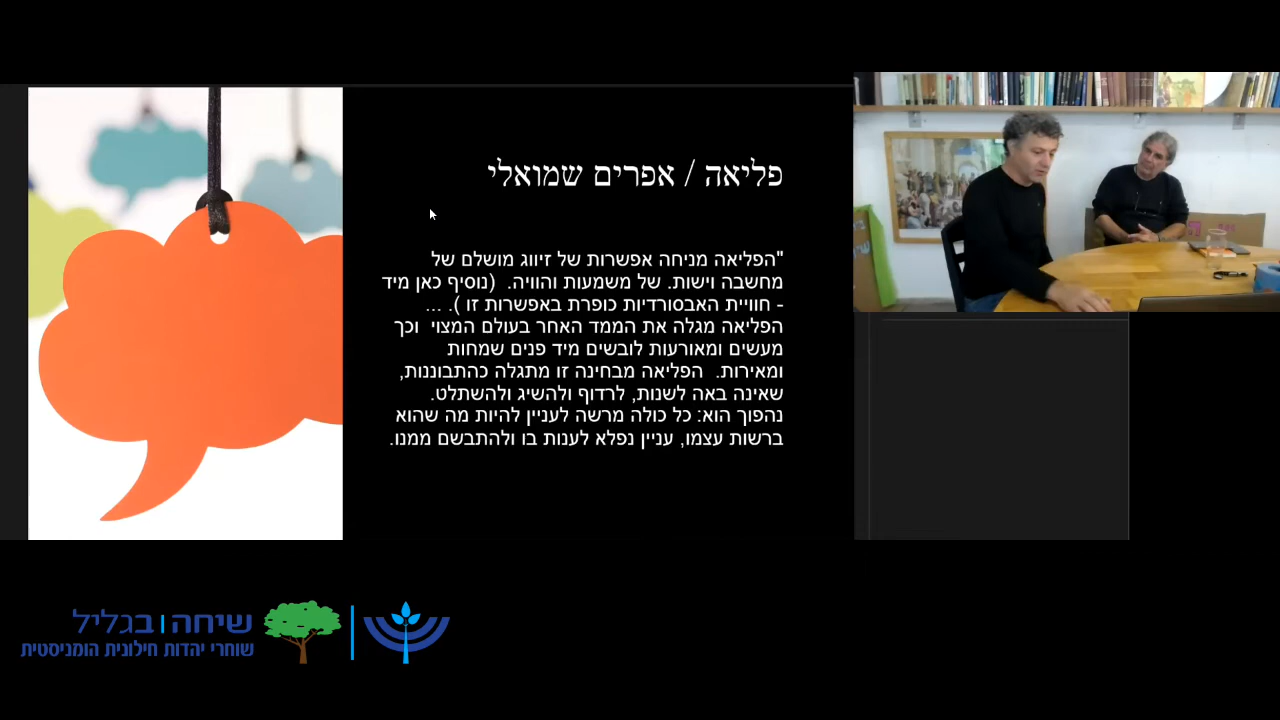 פליאה / אפרים שמואלי
"הפליאה מניחה אפשרות של זיווג מושלם של
מחשבה וישות. של משמעות והוויה.  (נוסיף כאן מיד
- חוויית האבסורדיות כופרת באפשרות זו ). ...
הפליאה מגלה את הממד האחר בעולם המצוי  וכך
מעשים ומאורעות לובשים מיד פנים שמחות
ומאירות.  הפליאה מבחינה זו מתגלה כהתבוננות,
שאינה באה לשנות, לרדוף ולהשיג ולהשתלט.
נהפוך הוא: כל כולה מרשה לעניין להיות מה שהוא
ברשות עצמו, עניין נפלא לענות בו ולהתבשם ממנו.
שיחה | בגליל
שוחרי יהדות חילונית הומניסטית